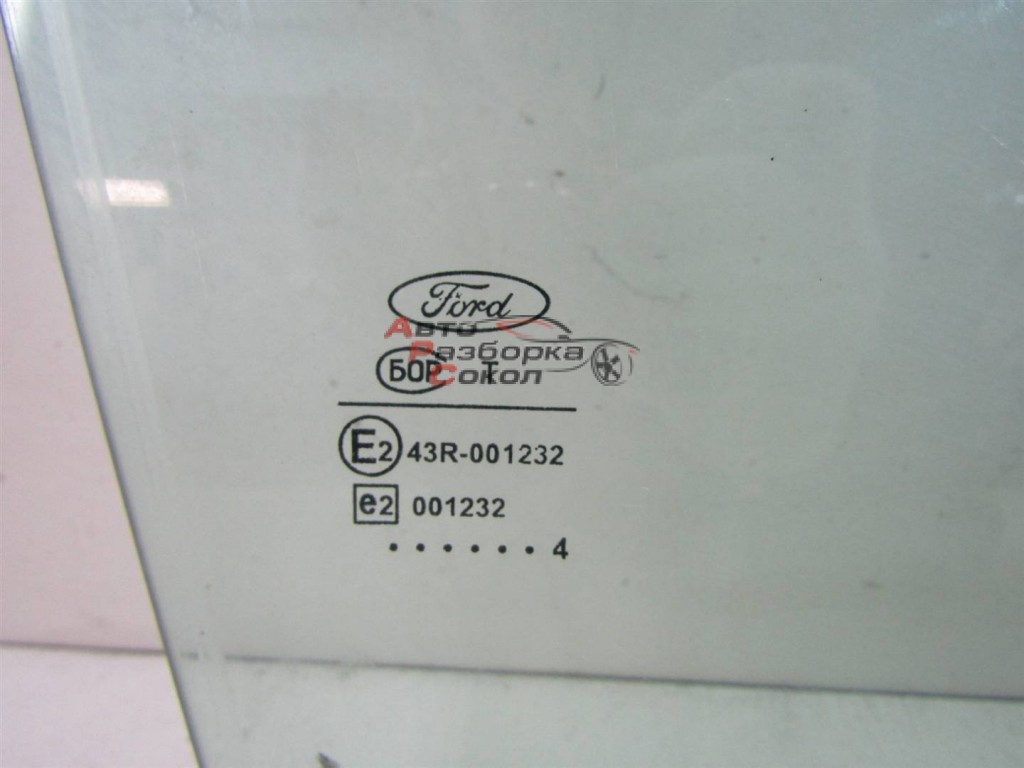 Ford
Авто
Разборка
Сокол
БОР T
E2 43R-001232
e2 001232
......4